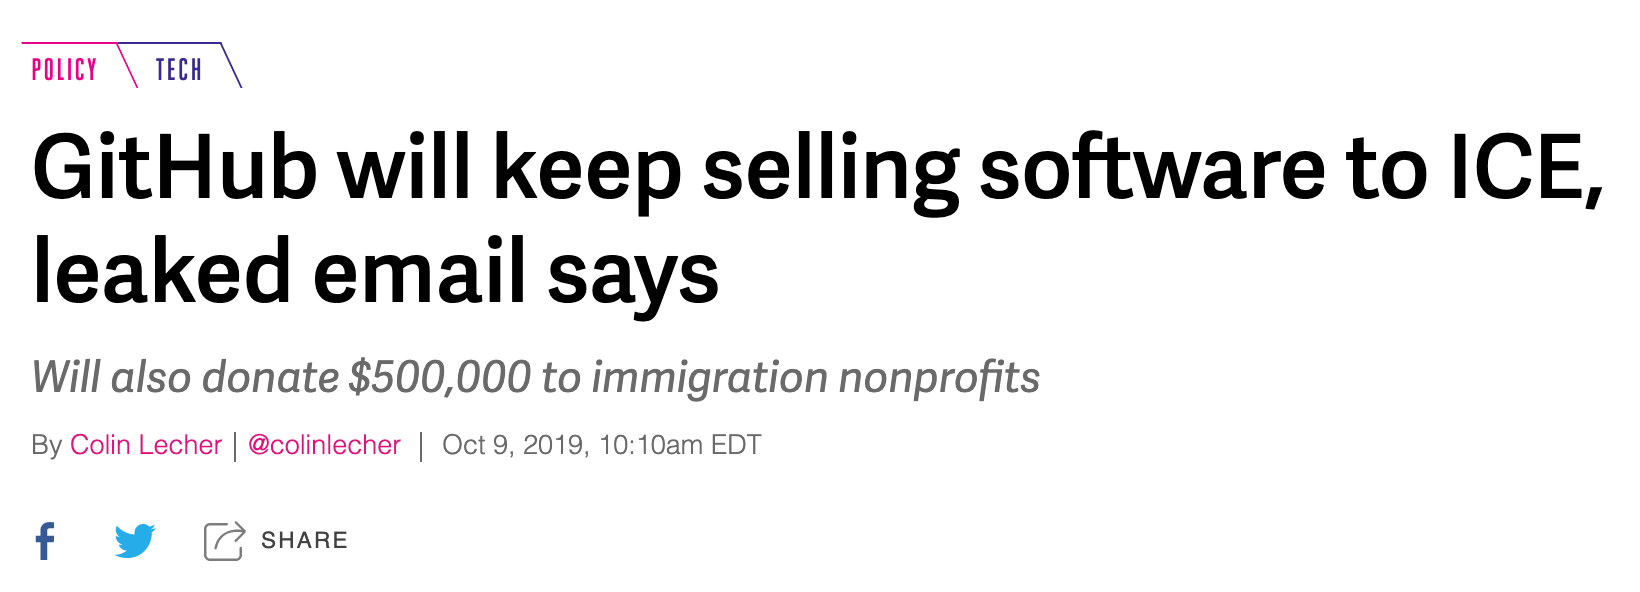 POLICY TECH
GitHub will keep selling software to ICE,
leaked email says
Will also donate $500,000 to immigration nonprofits
By Colin Lecher | @colinlecher | Oct 9, 2019, 10:10am EDT
SHARE